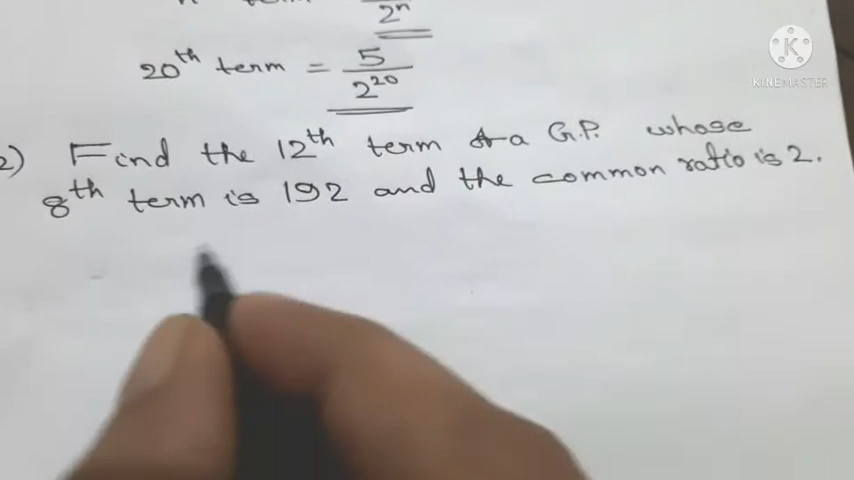 2ⁿ
20ᵗʰ term = 5/2²⁰
2) Find the 12ᵗʰ term of a G.P. whose
8ᵗʰ term is 192 and the common ratio is 2.
K
KINEMASTER